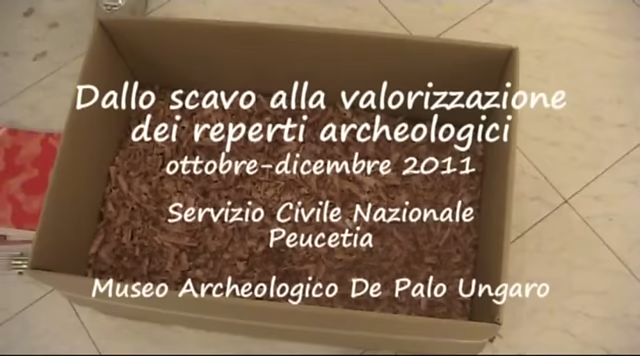 Dallo scavo alla valorizzazione
dei reperti archeologici
ottobre-dicembre 2011
Servizio Civile Nazionale
Peucetia
Museo Archeologico De Palo Ungaro